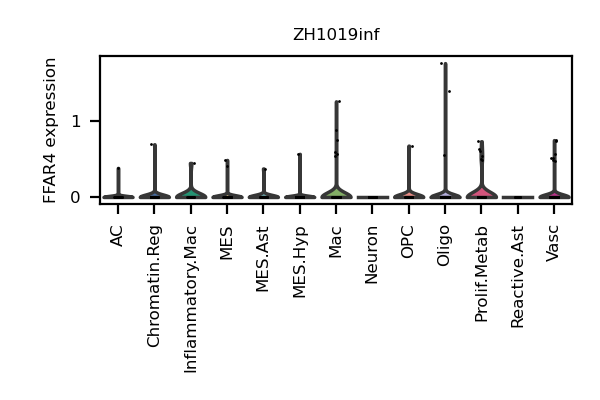 ZH1019inf
FFAR4 expression
1
0
AC
Chromatin.Reg
Inflammatory.Mac
MES
MES.Ast
MES.Hyp
Mac
Neuron
OPC
Oligo
Prolif.Metab
Reactive.Ast
Vasc